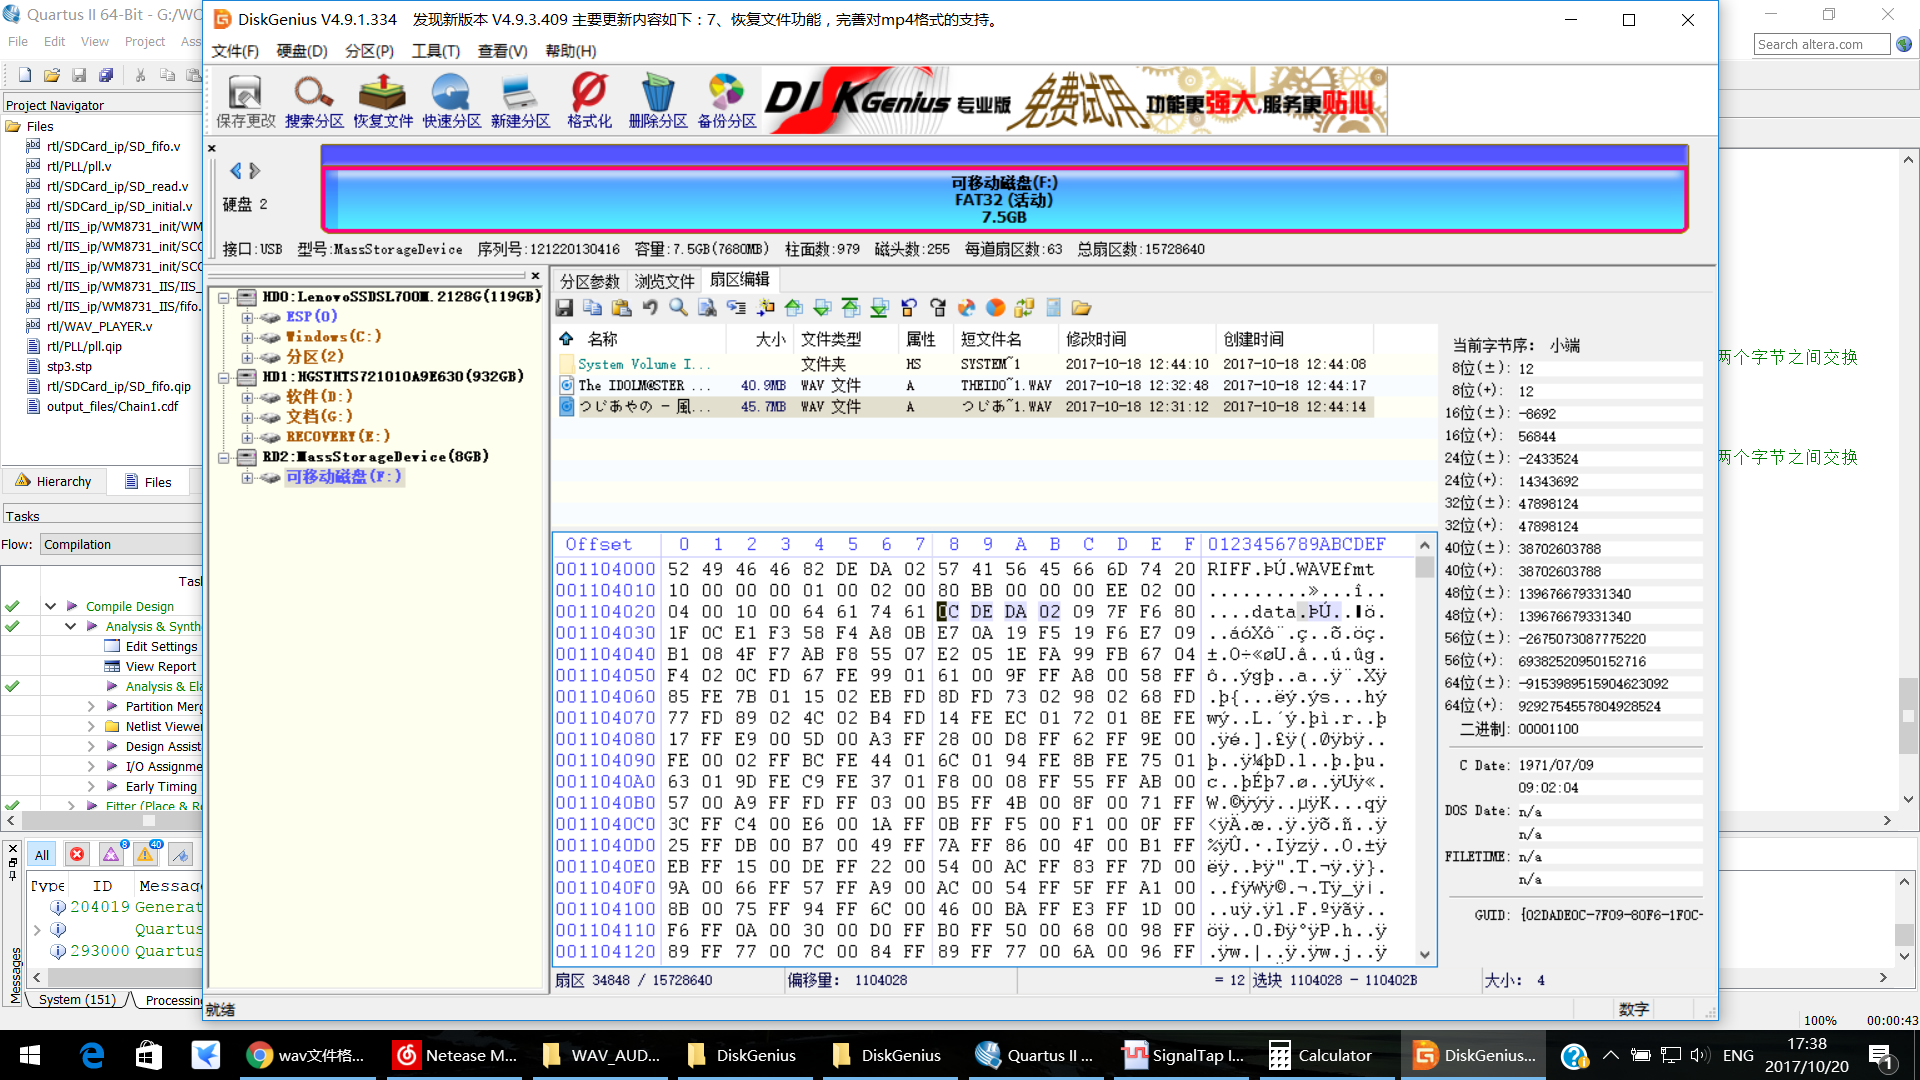 Quartus II 64-Bit - G:/WO
File Edit View Project Ass
Search altera.com
Project Navigator
Files
rtl/SDCard_ip/SD_fifo.v
rtl/PLL/pll.v
rtl/SDCard_ip/SD_read.v
rtl/SDCard_ip/SD_initial.v
rtl/IIS_ip/WM8731_init/WM
rtl/IIS_ip/WM8731_init/SCC
rtl/IIS_ip/WM8731_init/SCC
rtl/IIS_ip/WM8731_IIS/IIS_
rtl/IIS_ip/WM8731_IIS/fifo.
rtl/WAV_PLAYER.v
rtl/PLL/pll.qip
stp3.stp
rtl/SDCard_ip/SD_fifo.qip
output_files/Chain1.cdf
Hierarchy Files
Tasks
Flow: Compilation
Tas
Compile Design
Analysis & Synth
Edit Settings
View Report
Analysis & Ela
Partition Merg
Netlist Viewer
Design Assist
I/O Assignme
Early Timing
Fitter (Place & Ro
All 8 40
Type ID Message
204019 Generat
Quartus
293000 Quartus
Messages
System (151) Processing
DiskGenius V4.9.1.334 发现新版本 V4.9.3.409 主要更新内容如下：7、恢复文件功能，完善对mp4格式的支持。
文件(F) 硬盘(D) 分区(P) 工具(T) 查看(V) 帮助(H)
保存更改 搜索分区 恢复文件 快速分区 新建分区 格式化 删除分区 备份分区
DISKGenius 专业版 免费试用 功能更强大,服务更贴心
硬盘 2
可移动磁盘(F:)
FAT32 (活动)
7.5GB
接口:USB 型号:MassStorageDevice 序列号:121220130416 容量:7.5GB(7680MB) 柱面数:979 磁头数:255 每道扇区数:63 总扇区数:15728640
HD0:LenovoSSDSL700M.2128G(119GB)
ESP(0)
Windows(C:)
分区(2)
HD1:HGSTHTS721010A9E630(932GB)
软件(D:)
文档(G:)
RECOVERY(E:)
RD2:MassStorageDevice(8GB)
可移动磁盘(F:)
分区参数 浏览文件 扇区编辑
名称 大小 文件类型 属性 短文件名 修改时间 创建时间
System Volume I... 文件夹 HS SYSTEM~1 2017-10-18 12:44:10 2017-10-18 12:44:08
The IDOLM@STER ... 40.9MB WAV 文件 A THEIDO~1.WAV 2017-10-18 12:32:48 2017-10-18 12:44:17
つじあやの - 風... 45.7MB WAV 文件 A つじあ~1.WAV 2017-10-18 12:31:12 2017-10-18 12:44:14
Offset 0 1 2 3 4 5 6 7 8 9 A B C D E F 0123456789ABCDEF
001104000 52 49 46 46 82 DE DA 02 57 41 56 45 66 6D 74 20 RIFF.ÞÚ.WAVEfmt
001104010 10 00 00 00 01 00 02 00 80 BB 00 00 00 EE 02 00 .........»...î..
001104020 04 00 10 00 64 61 74 61 0C DE DA 02 09 7F F6 80 ....data.ÞÚ..ö.
001104030 1F 0C E1 F3 58 F4 A8 0B E7 0A 19 F5 19 F6 E7 09 ..áóXô¨.ç..õ.öç.
001104040 B1 08 4F F7 AB F8 55 07 E2 05 1E FA 99 FB 67 04 ±.O÷«øU.â..ú.ûg.
001104050 F4 02 0C FD 67 FE 99 01 61 00 9F FF A8 00 58 FF ô..ýgþ..a..ÿ¨.Xÿ
001104060 85 FE 7B 01 15 02 EB FD 8D FD 73 02 98 02 68 FD .þ{...ëý.ýs...hý
001104070 77 FD 89 02 4C 02 B4 FD 14 FE EC 01 72 01 8E FE wý..L.´ý.þì.r..þ
001104080 17 FF E9 00 5D 00 A3 FF 28 00 D8 FF 62 FF 9E 00 .ÿé.].£ÿ(.Øÿbÿ..
001104090 FE 00 02 FF BC FE 44 01 6C 01 94 FE 8B FE 75 01 þ..ÿ¼þD.l..þ.þu.
0011040A0 63 01 9D FE C9 FE 37 01 F8 00 08 FF 55 FF AB 00 c..þÉþ7.ø..ÿUÿ«.
0011040B0 57 00 A9 FF FD FF 03 00 B5 FF 4B 00 8F 00 71 FF W.©ÿýÿ..µÿK...qÿ
0011040C0 3C FF C4 00 E6 00 1A FF 0B FF F5 00 F1 00 0F FF <ÿÄ.æ..ÿ.ÿõ.ñ..ÿ
0011040D0 25 FF DB 00 B7 00 49 FF 7A FF 86 00 4F 00 B1 FF %ÿÛ.·.Iÿzÿ..O.±ÿ
0011040E0 EB FF 15 00 DE FF 22 00 54 00 AC FF 83 FF 7D 00 ëÿ..Þÿ".T.¬ÿ.ÿ}.
0011040F0 9A 00 66 FF 57 FF A9 00 AC 00 54 FF 5F FF A1 00 ..fÿWÿ©.¬.Tÿ_ÿ¡.
001104100 8B 00 75 FF 94 FF 6C 00 46 00 BA FF E3 FF 1D 00 ..uÿ.ÿl.F.ºÿãÿ..
001104110 F6 FF 0A 00 30 00 D0 FF B0 FF 50 00 68 00 98 FF öÿ..0.Ðÿ°ÿP.h..ÿ
001104120 89 FF 77 00 7C 00 84 FF 89 FF 77 00 6A 00 96 FF .ÿw.|..ÿ.ÿw.j..ÿ
扇区 34848 / 15728640 偏移量: 1104028 = 12 选块 1104028 - 110402B 大小: 4
就绪 数字
当前字节序: 小端
8位(±): 12
8位(+): 12
16位(±): -8692
16位(+): 56844
24位(±): -2433524
24位(+): 14343692
32位(±): 47898124
32位(+): 47898124
40位(±): 38702603788
40位(+): 38702603788
48位(±): 139676679331340
48位(+): 139676679331340
56位(±): -2675073087775220
56位(+): 69382520950152716
64位(±): -9153989515904623092
64位(+): 9292754557804928524
二进制: 00001100
C Date: 1971/07/09
09:02:04
DOS Date: n/a
n/a
FILETIME: n/a
n/a
GUID: {02DADE0C-7F09-80F6-1F0C-
两个字节之间交换
两个字节之间交换
100% 00:00:43
wav文件格... Netease M... WAV_AUD... DiskGenius DiskGenius Quartus II ... SignalTap I... Calculator DiskGenius... ENG 17:38
2017/10/20 1